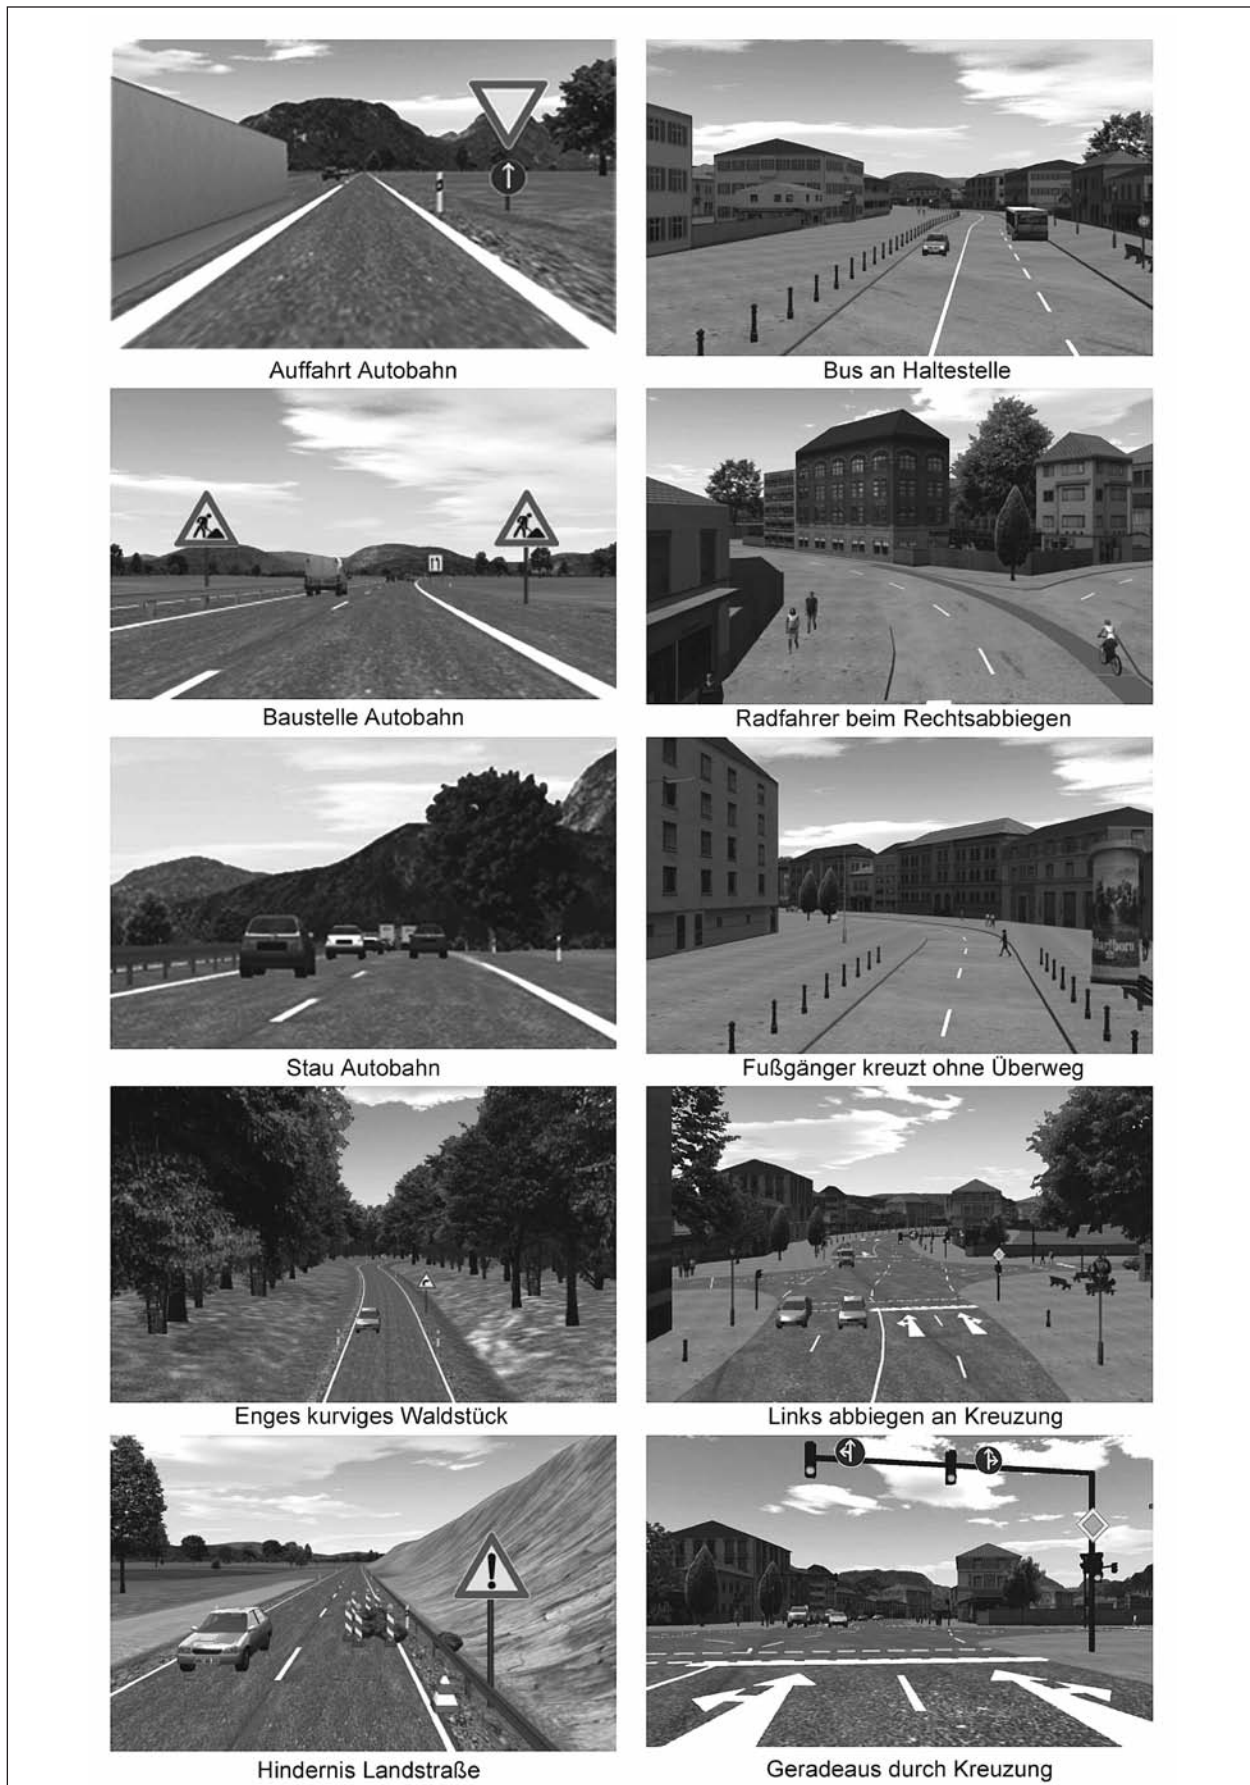 Auffahrt Autobahn
Bus an Haltestelle
Baustelle Autobahn
Radfahrer beim Rechtsabbiegen
Marlboro
Stau Autobahn
Fußgänger kreuzt ohne Überweg
Enges kurviges Waldstück
Links abbiegen an Kreuzung
Hindernis Landstraße
Geradeaus durch Kreuzung